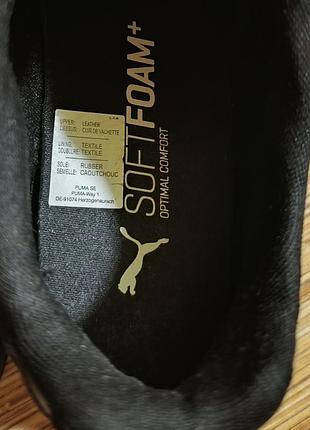 UPPER: LEATHER
DESSUS: CUIR DE VACHETTE
LINING: TEXTILE
DOUBLURE: TEXTILE
SOLE: RUBBER
SEMELLE: CAOUTCHOUC
PUMA SE
PUMA-Way 1
DE-91074 Herzogenaurach
SOFTFOAM+
OPTIMAL COMFORT